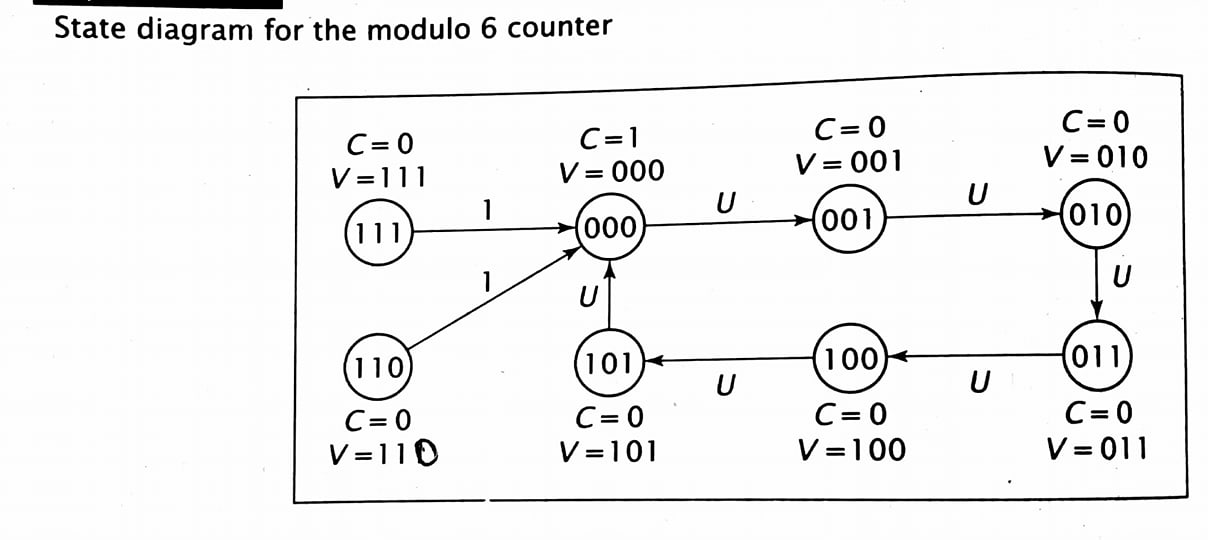 State diagram for the modulo 6 counter
C=0
V=111
C=1
V=000
C=0
V=001
C=0
V=010
111
1
000
U
001
U
010
1
U
U
110
101
U
100
U
011
C=0
V=110
C=0
V=101
C=0
V=100
C=0
V=011